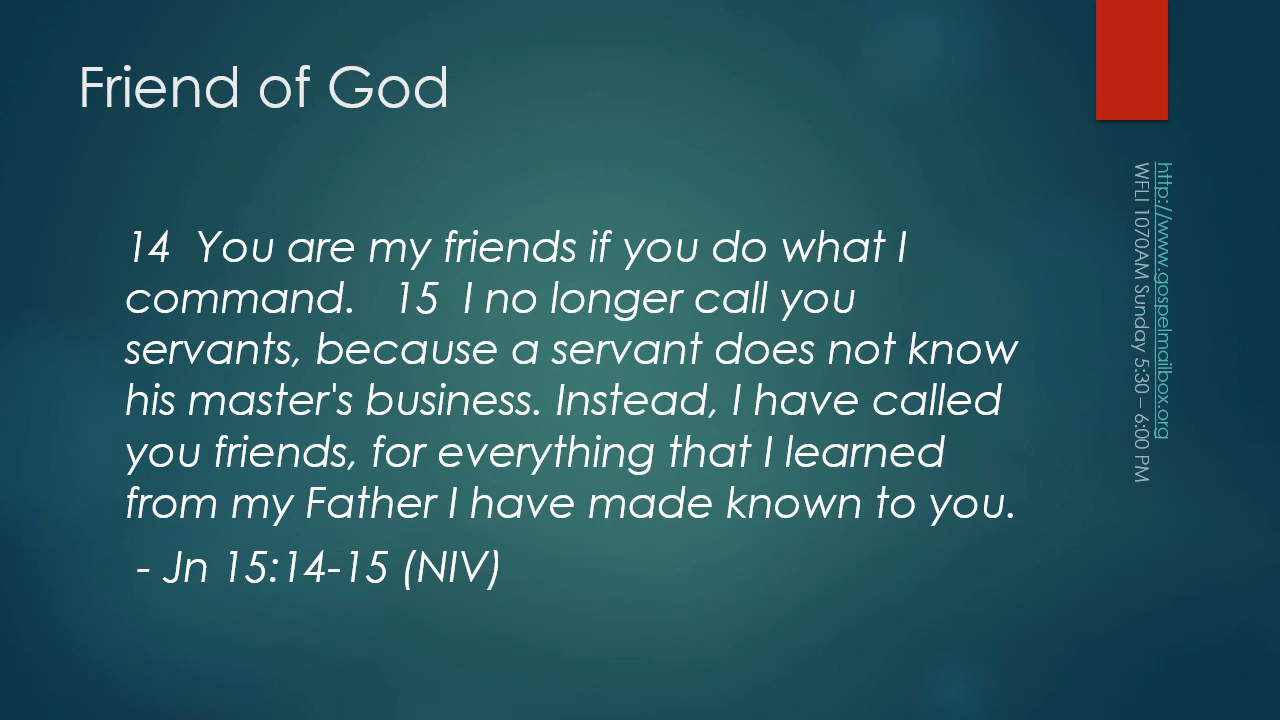 Friend of God
14  You are my friends if you do what I
command.   15  I no longer call you
servants, because a servant does not know
his master's business. Instead, I have called
you friends, for everything that I learned
from my Father I have made known to you.
- Jn 15:14-15 (NIV)
http://www.gospelmailbox.org
WFLI 1070AM Sunday 5:30 – 6:00 PM